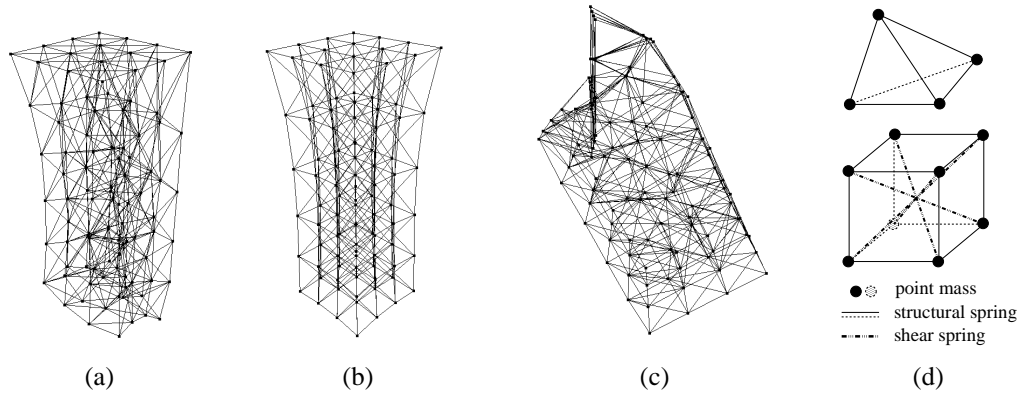 point mass
structural spring
shear spring
(a)
(b)
(c)
(d)